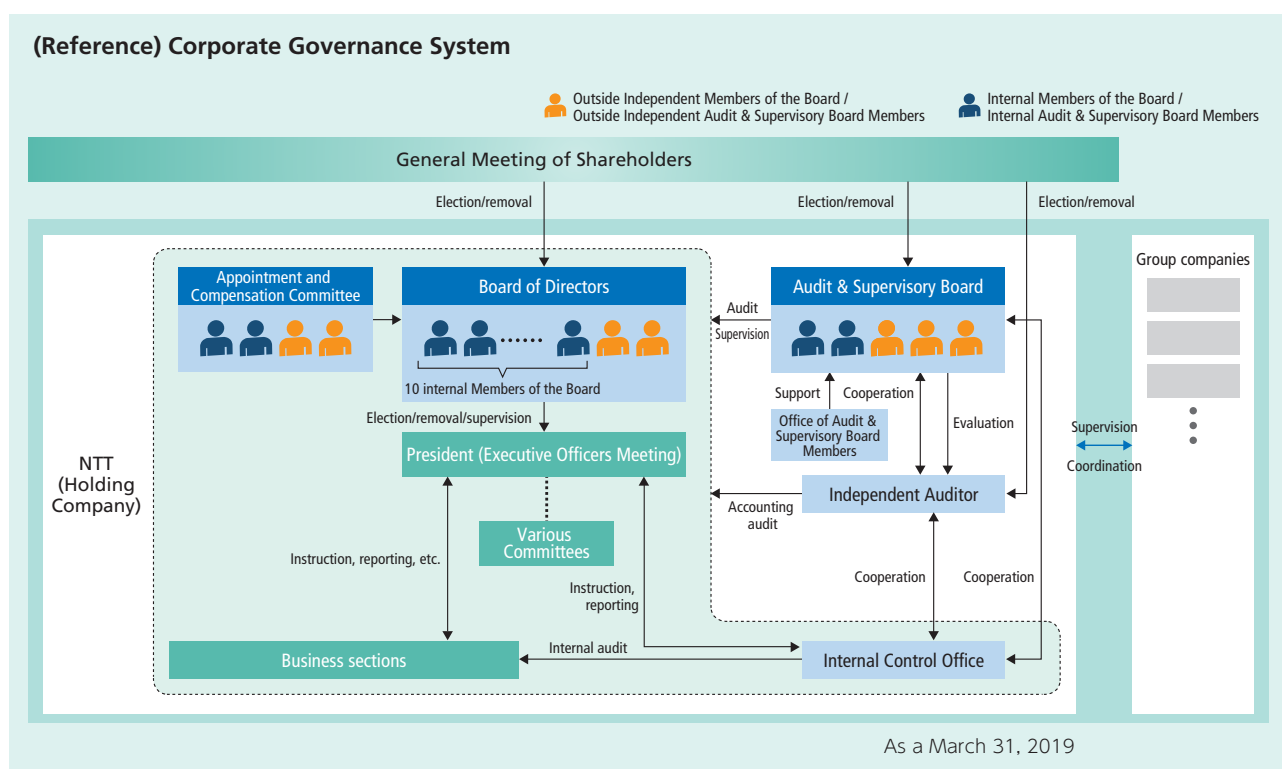 (Reference) Corporate Governance System
Outside Independent Members of the Board /
Outside Independent Audit & Supervisory Board Members
Internal Members of the Board /
Internal Audit & Supervisory Board Members
General Meeting of Shareholders
Election/removal
Election/removal
Election/removal
NTT
(Holding
Company)
Appointment and
Compensation Committee
Board of Directors
10 internal Members of the Board
Audit
Supervision
Audit & Supervisory Board
Election/removal/supervision
President (Executive Officers Meeting)
Various
Committees
Instruction, reporting, etc.
Instruction,
reporting
Support
Cooperation
Evaluation
Office of Audit &
Supervisory Board
Members
Independent Auditor
Accounting
audit
Cooperation
Cooperation
Business sections
Internal audit
Internal Control Office
Supervision
Coordination
Group companies
As a March 31, 2019